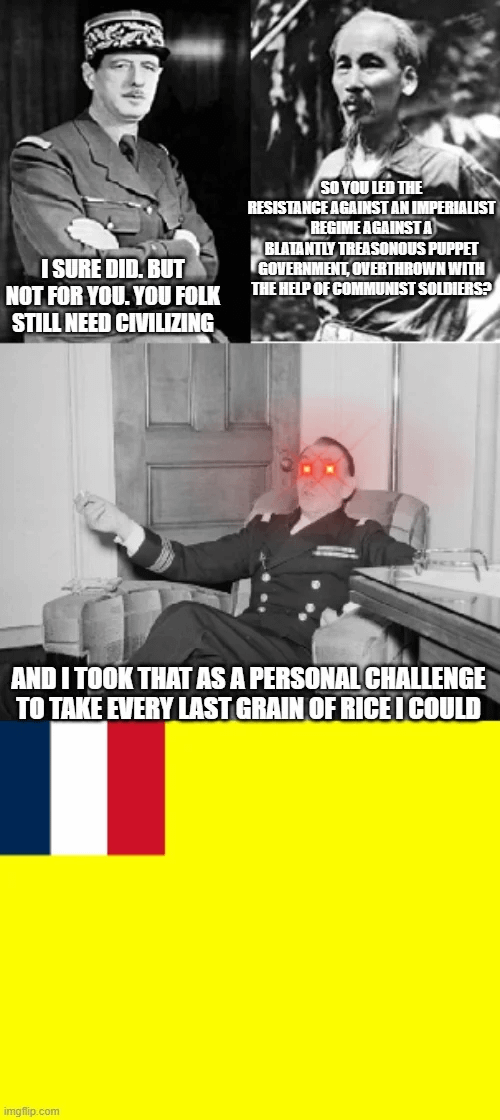 SO YOU LED THE
RESISTANCE AGAINST AN IMPERIALIST
REGIME AGAINST A
BLATANTLY TREASONOUS PUPPET
GOVERNMENT, OVERTHROWN WITH
THE HELP OF COMMUNIST SOLDIERS?
I SURE DID. BUT
NOT FOR YOU. YOU FOLK
STILL NEED CIVILIZING
AND I TOOK THAT AS A PERSONAL CHALLENGE
TO TAKE EVERY LAST GRAIN OF RICE I COULD
imgflip.com